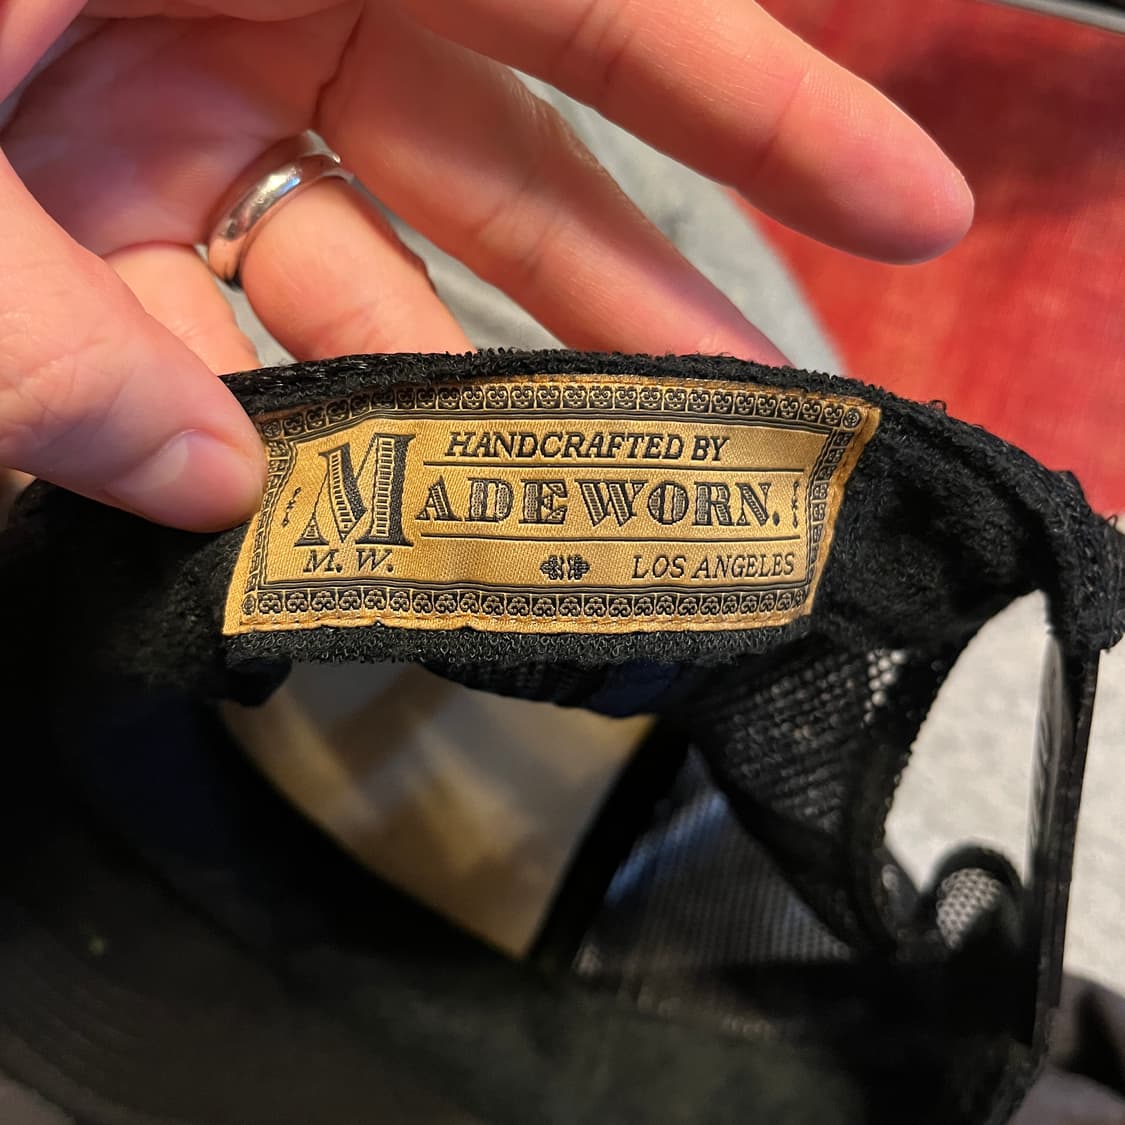 HANDCRAFTED BY
MADEWORN.
M. W.
LOS ANGELES